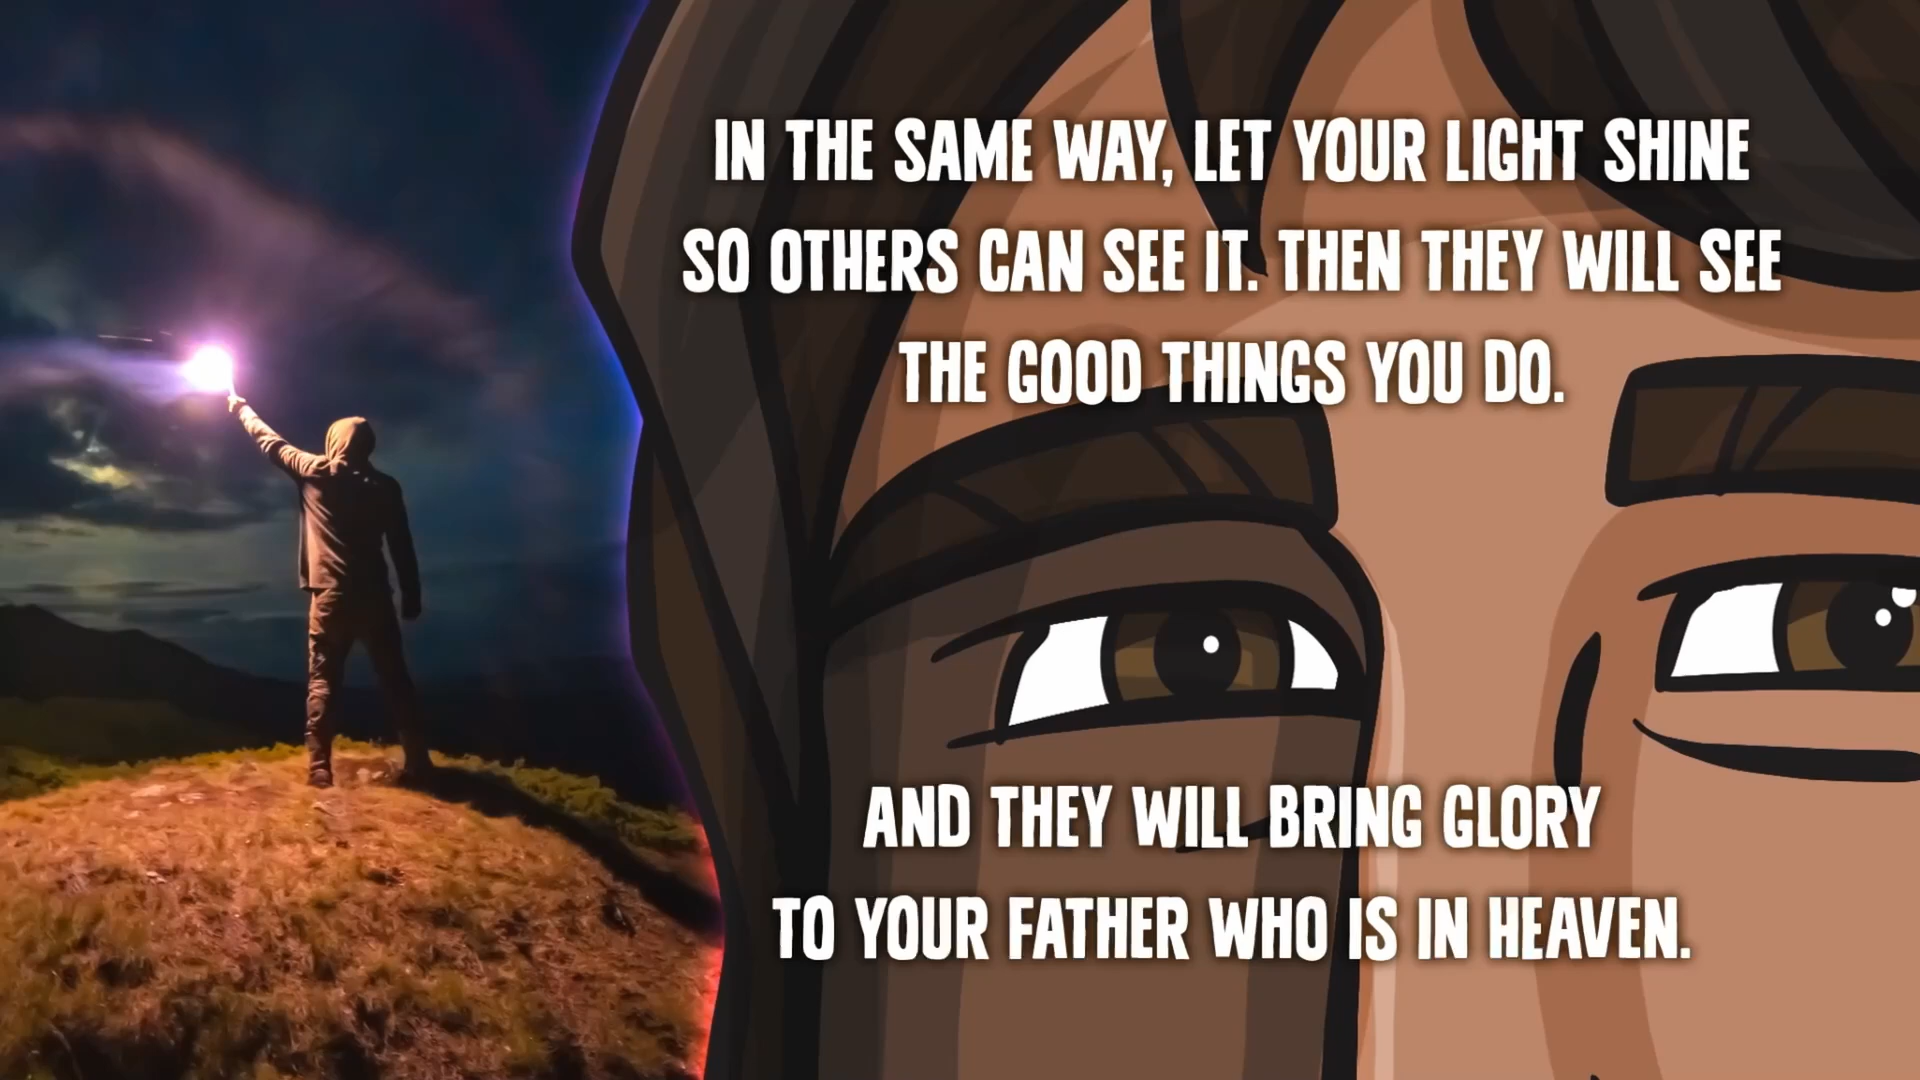 IN THE SAME WAY, LET YOUR LIGHT SHINE
SO OTHERS CAN SEE IT. THEN THEY WILL SEE
THE GOOD THINGS YOU DO.
AND THEY WILL BRING GLORY
TO YOUR FATHER WHO IS IN HEAVEN.